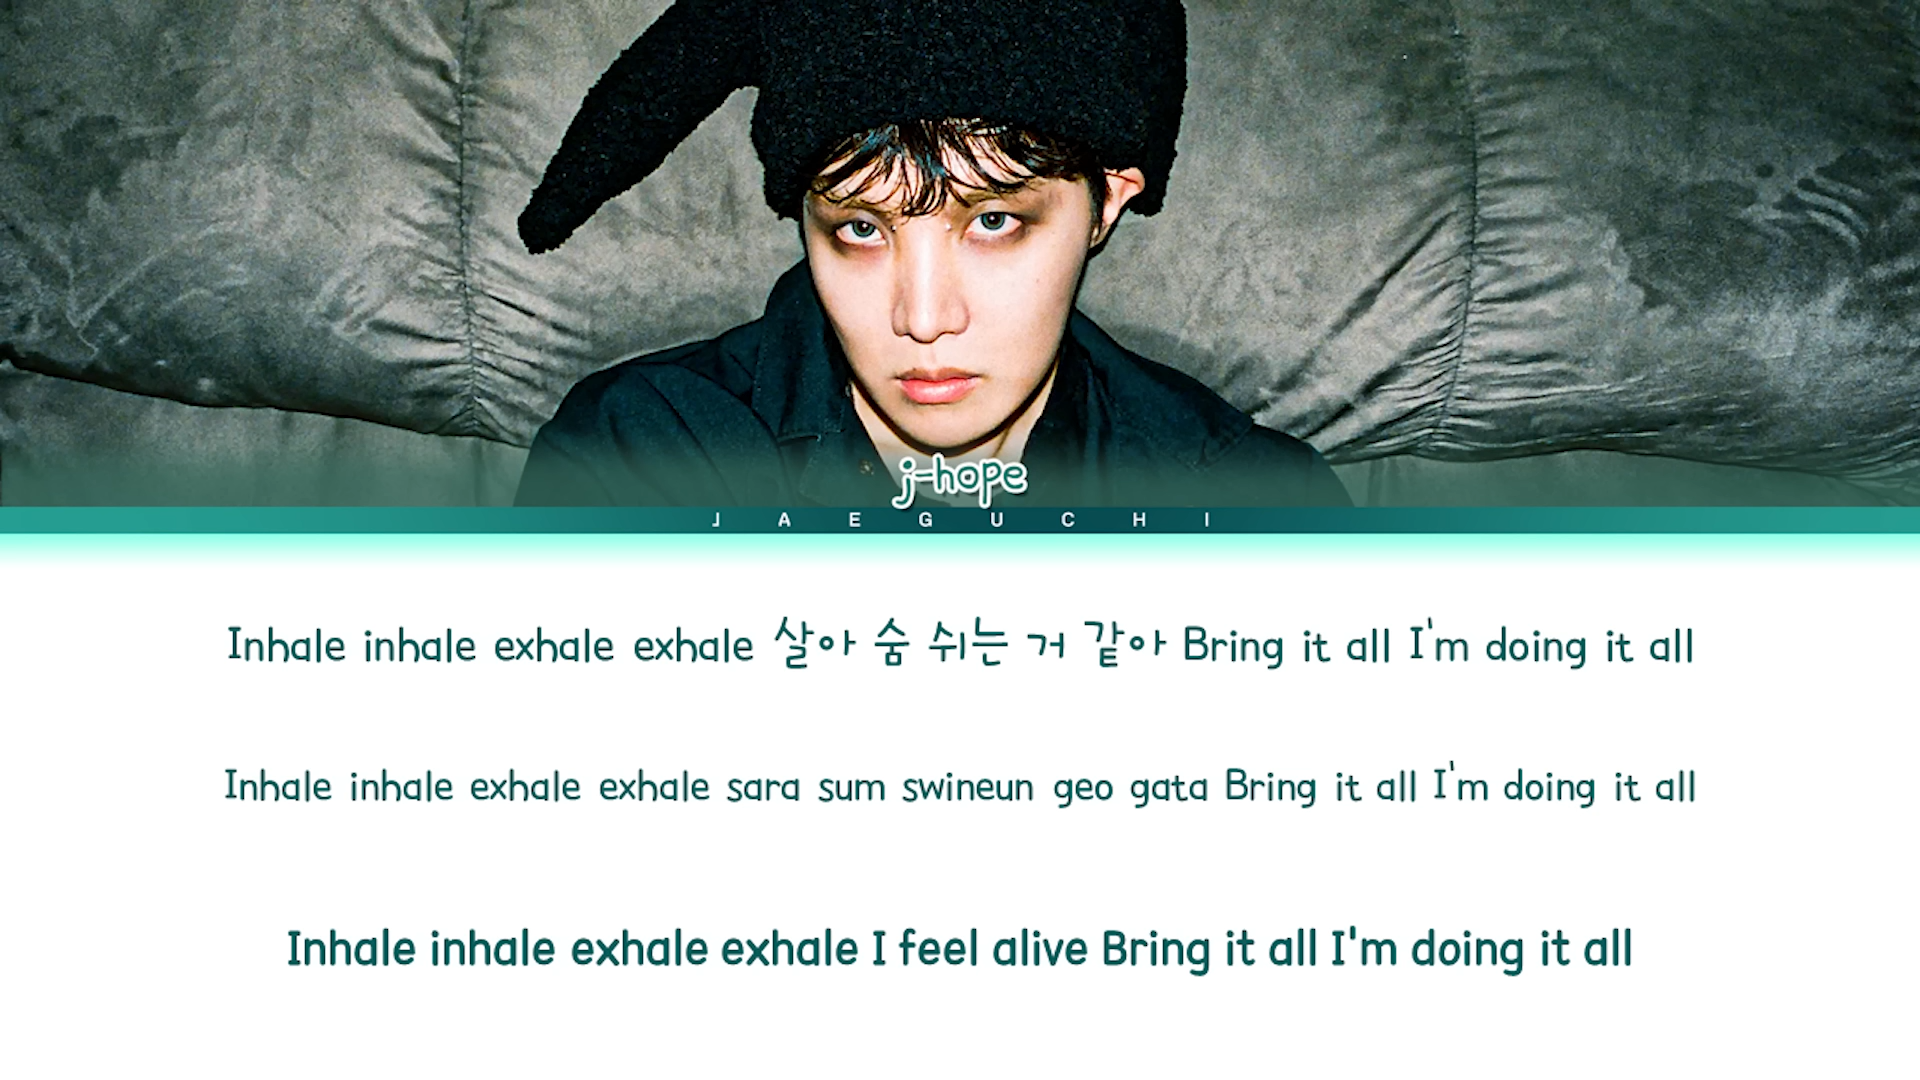 j-hope
JAEGUCHI
Inhale inhale exhale exhale 살아 숨 쉬는 거 같아 Bring it all I'm doing it all
Inhale inhale exhale exhale sara sum swineun geo gata Bring it all I'm doing it all
Inhale inhale exhale exhale I feel alive Bring it all I'm doing it all